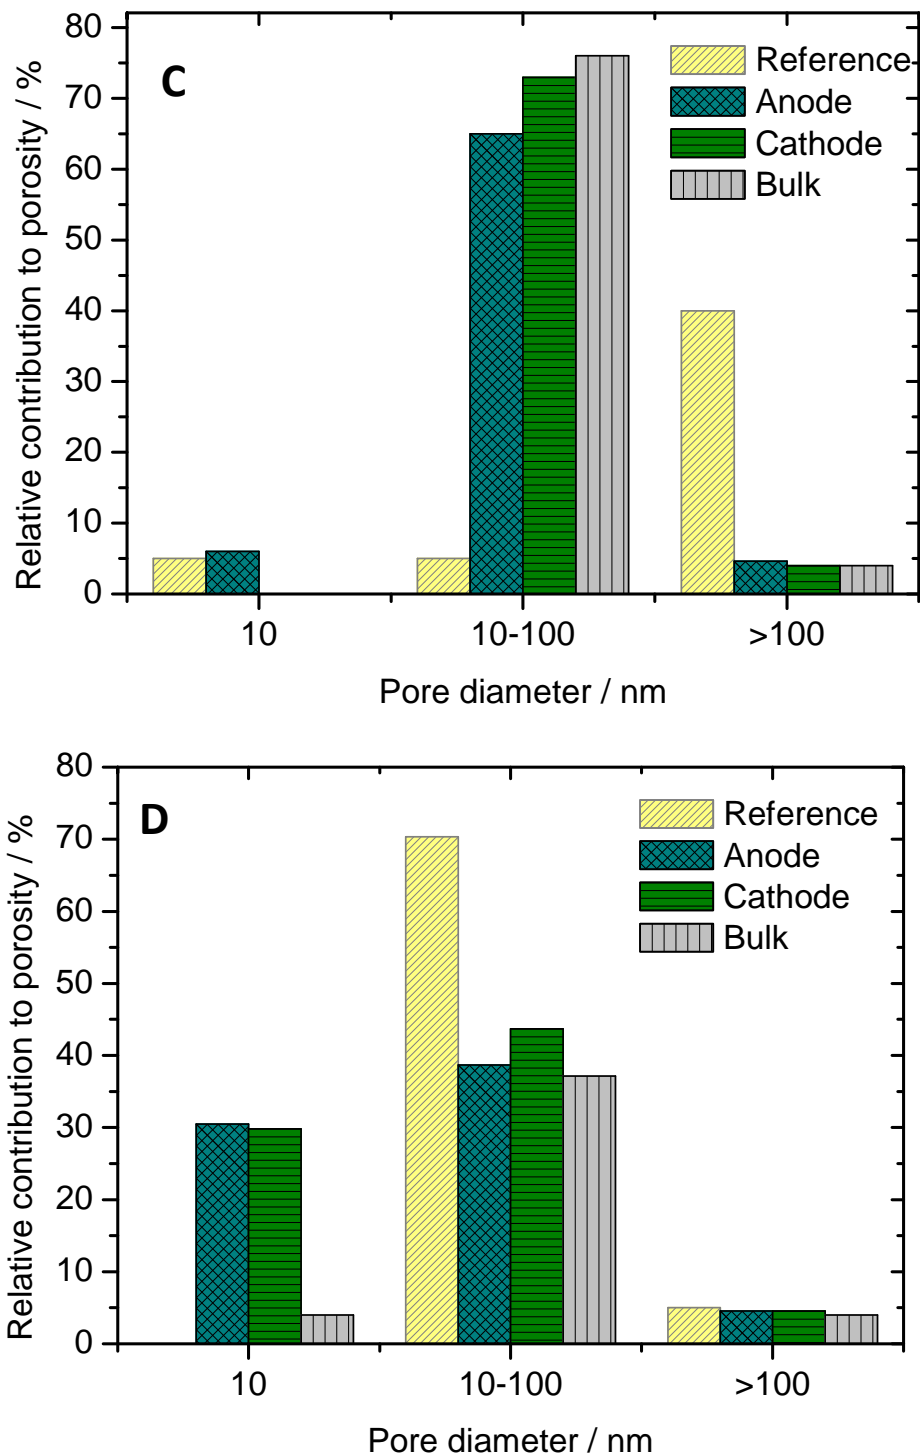 C
Reference
Anode
Cathode
Bulk
Relative contribution to porosity / %
80
70
60
50
40
30
20
10
0
10
10-100
>100
Pore diameter / nm
D
Reference
Anode
Cathode
Bulk
Relative contribution to porosity / %
80
70
60
50
40
30
20
10
0
10
10-100
>100
Pore diameter / nm